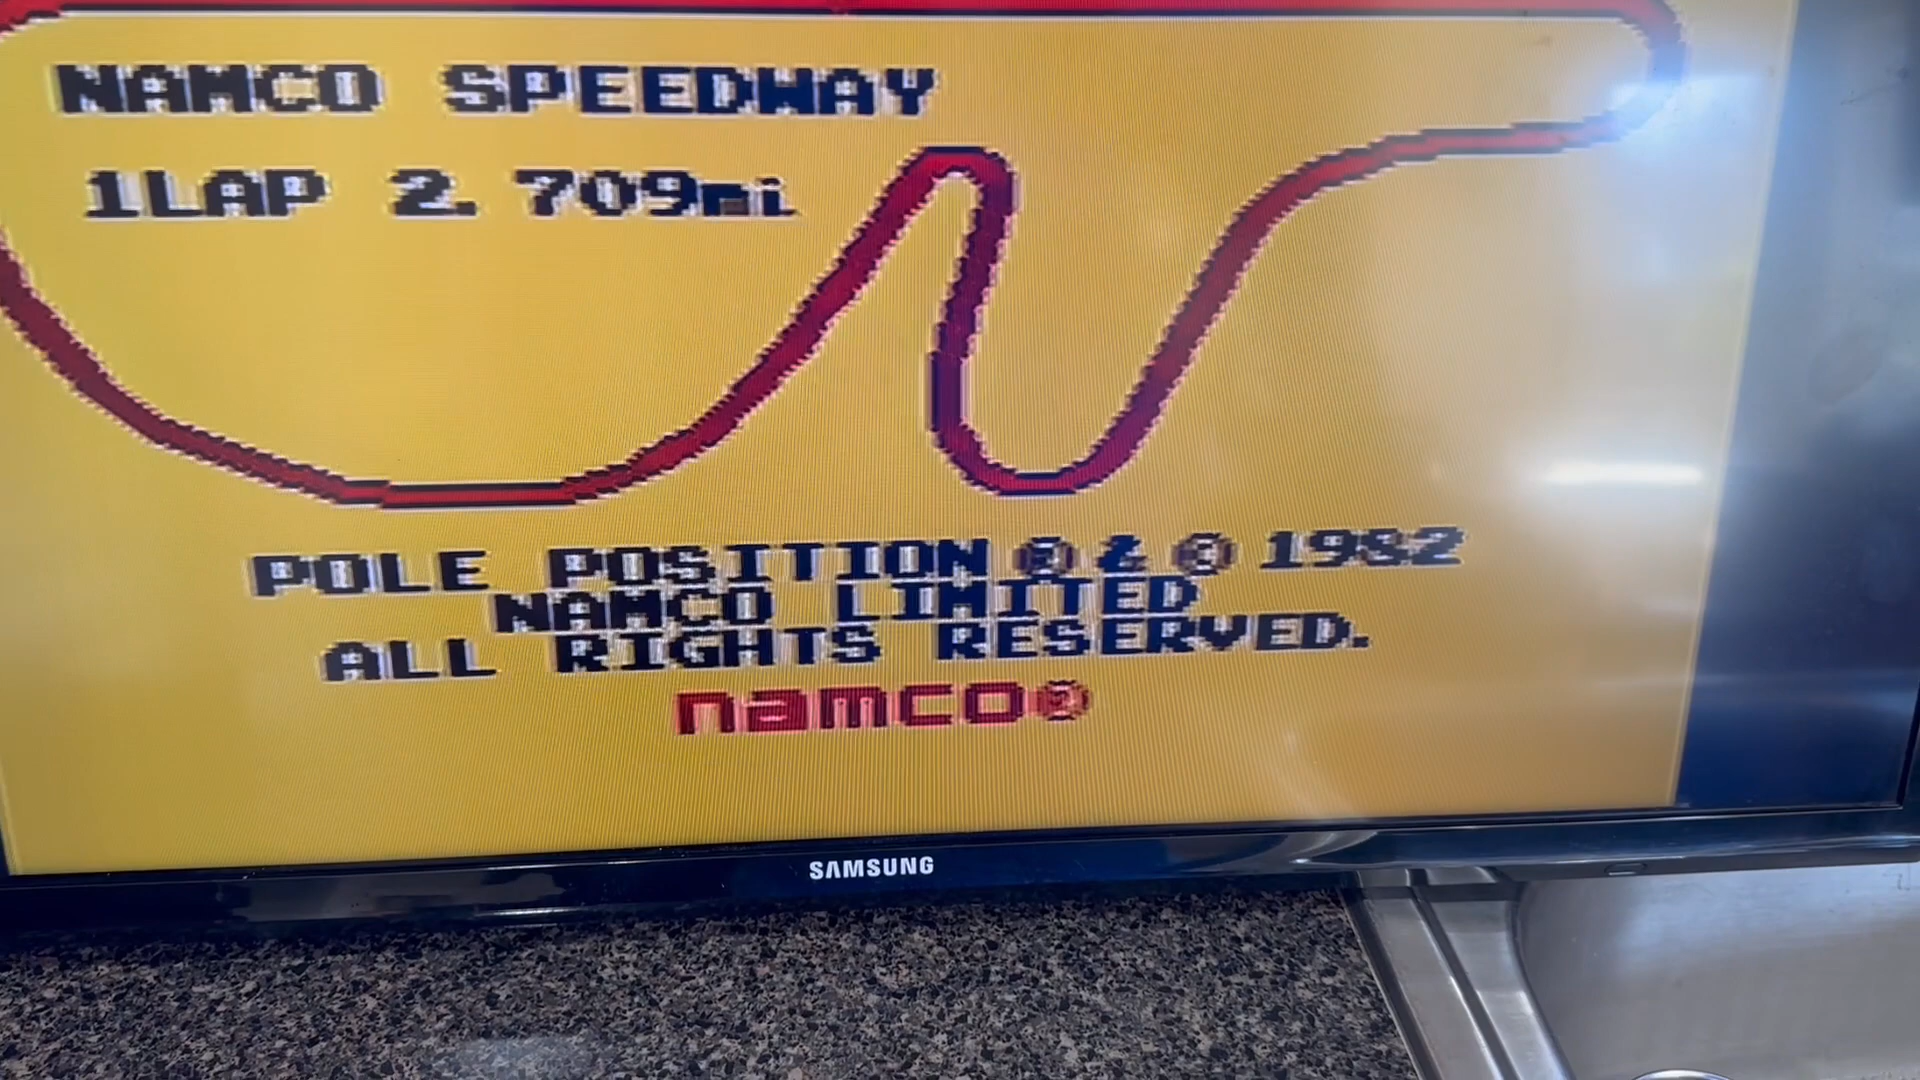 NAMCO SPEEDWAY
1LAP 2.709mi
POLE POSITION ® & © 1982
NAMCO LIMITED
ALL RIGHTS RESERVED.
namco®
SAMSUNG